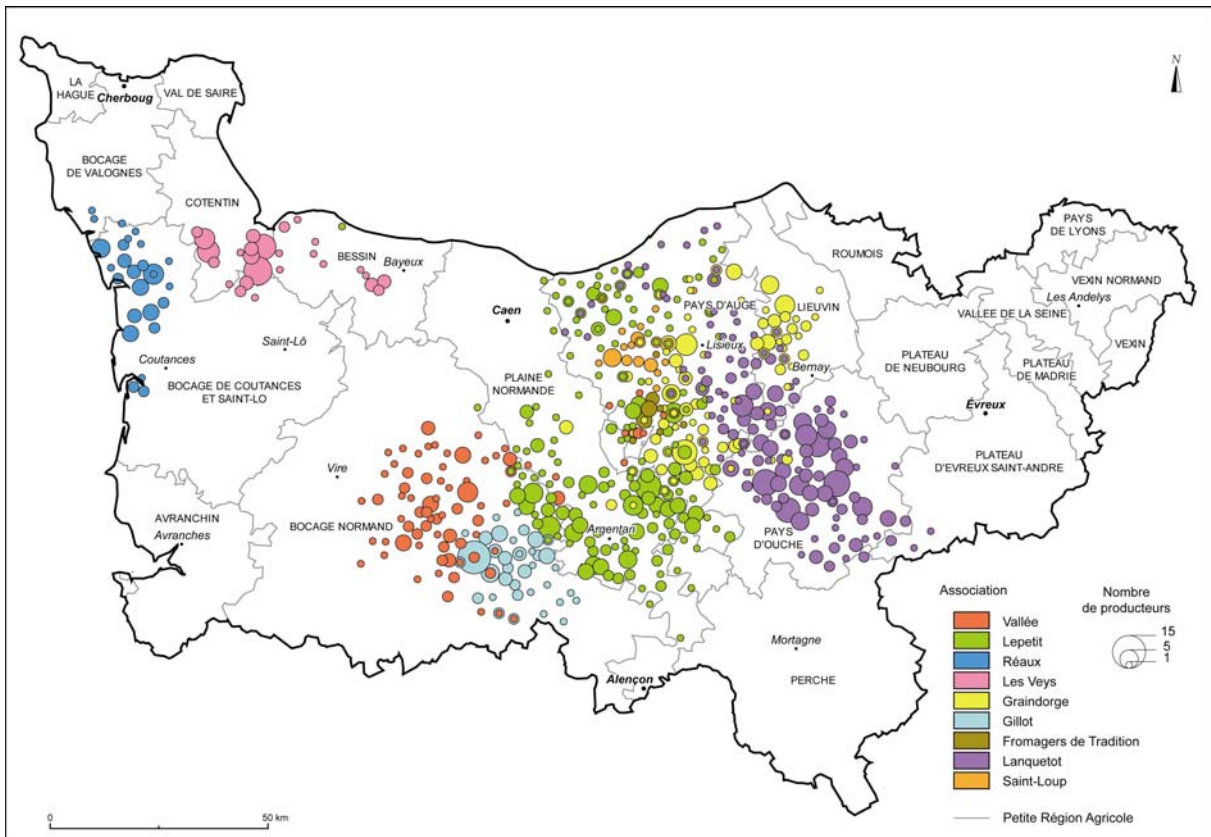 N
LA
HAGUE
Cherboug
VAL DE SAIRE
BOCAGE
DE VALOGNES
COTENTIN
BESSIN
Bayeux
Caen
ROUMOIS
PAYS
DE LYONS
VEXIN NORMAND
Les Andelys
VALLEE DE LA SEINE
VEXIN
PAYS D'AUGE
LIEUVIN
Lisieux
Bernay
PLATEAU
DE NEUBOURG
PLATEAU
DE MADRIE
Évreux
PLATEAU
D'EVREUX SAINT-ANDRE
Saint-Lô
Coutances
BOCAGE DE COUTANCES
ET SAINT-LO
PLAINE
NORMANDE
Vire
BOCAGE NORMAND
AVRANCHIN
Avranches
Argentan
PAYS
D'OUCHE
Mortagne
PERCHE
Alençon
Association
Vallée
Lepetit
Réaux
Les Veys
Graindorge
Gillot
Fromagers de Tradition
Lanquetot
Saint-Loup
Petite Région Agricole
Nombre
de producteurs
15
5
1
0
50 km